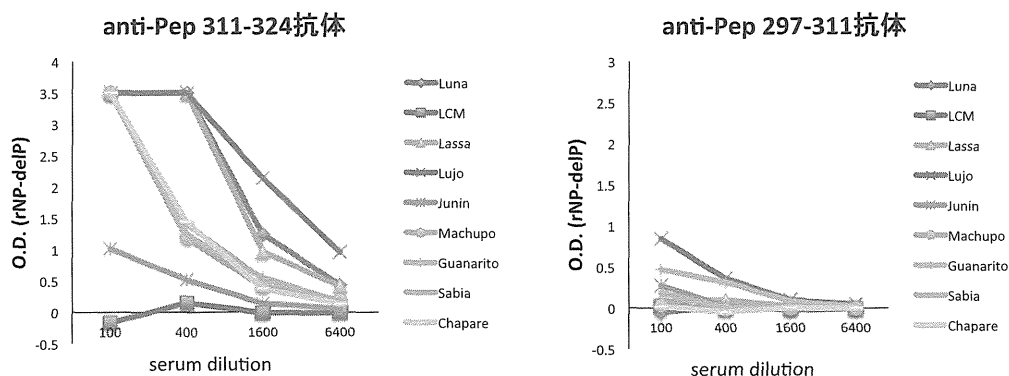 anti-Pep 311-324抗体
4
3.5
3
2.5
2
1.5
1
0.5
0
-0.5
O.D. (rNP-delP)
100
400
1600
6400
serum dilution
Luna
LCM
Lassa
Lujo
Junin
Machupo
Guanarito
Sabia
Chapare
anti-Pep 297-311抗体
3
2.5
2
1.5
1
0.5
0
-0.5
O.D. (rNP-delP)
100
400
1600
6400
serum dilution
Luna
LCM
Lassa
Lujo
Junin
Machupo
Guanarito
Sabia
Chapare